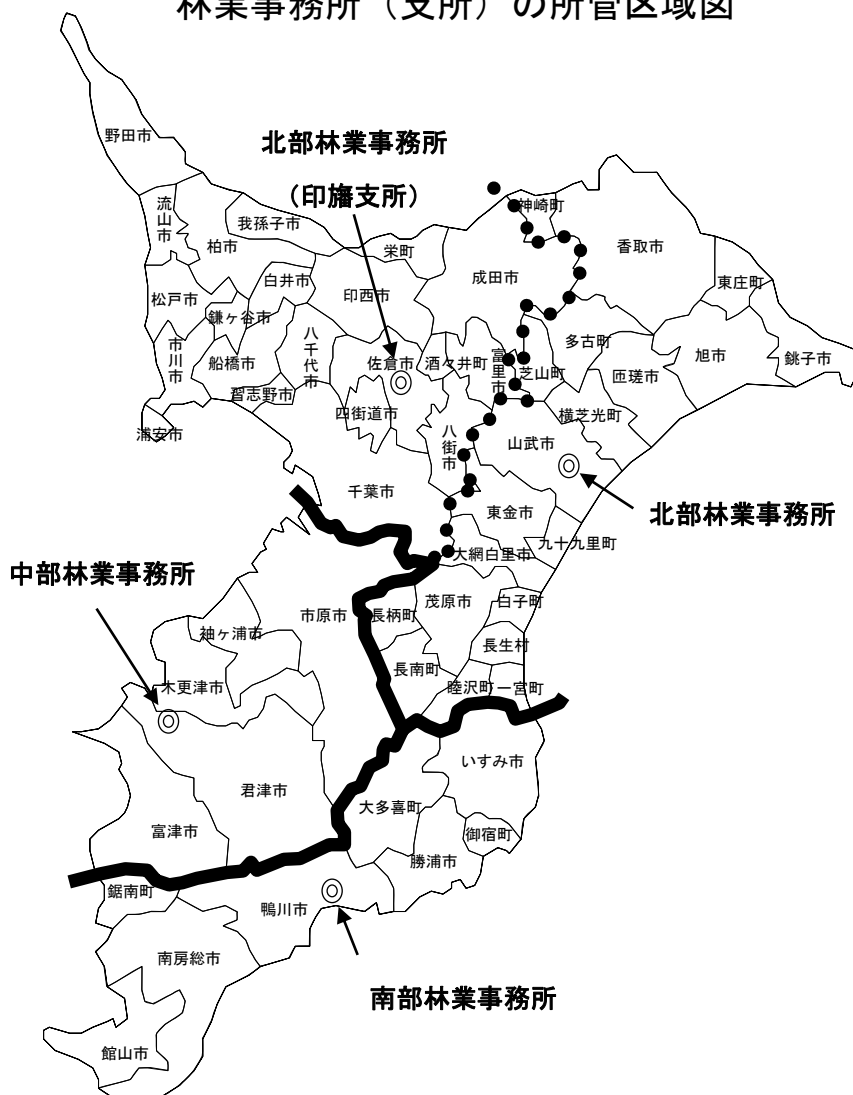 林業事務所（支所）の所管区域図
野田市
北部林業事務所
（印旛支所）
流山市
柏市
我孫子市
神崎町
香取市
栄町
成田市
東庄町
白井市
印西市
松戸市
鎌ヶ谷市
八千代市
市川市
船橋市
佐倉市
酒々井町
富里市
芝山町
多古町
旭市
銚子市
匝瑳市
習志野市
四街道市
横芝光町
浦安市
八街市
山武市
千葉市
東金市
北部林業事務所
九十九里町
大網白里市
中部林業事務所
市原市
長柄町
茂原市
白子町
袖ヶ浦市
長生村
長南町
木更津市
睦沢町
一宮町
いすみ市
君津市
大多喜町
富津市
御宿町
勝浦市
鋸南町
鴨川市
南房総市
南部林業事務所
館山市